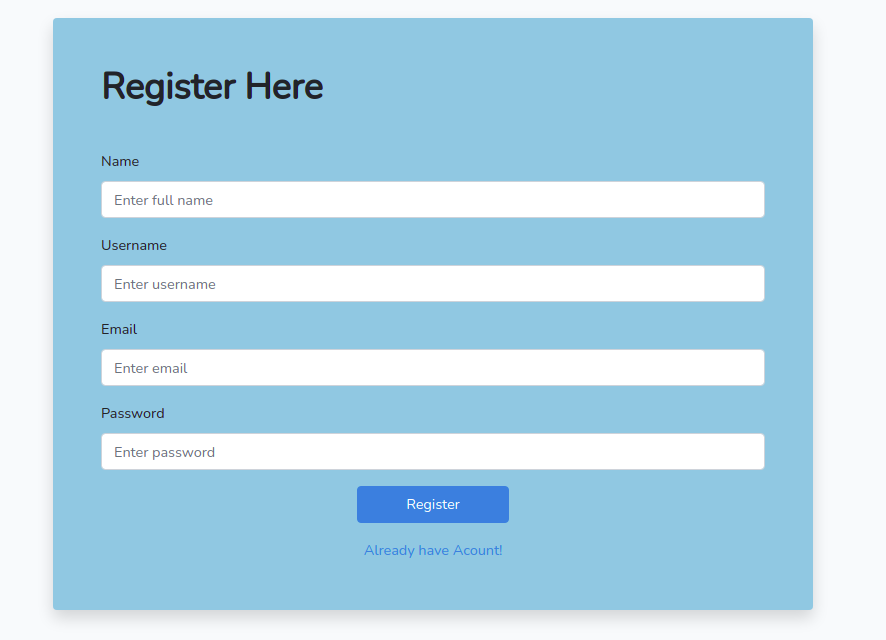 Register Here
Name
Enter full name
Username
Enter username
Email
Enter email
Password
Enter password
Register
Already have Acount!